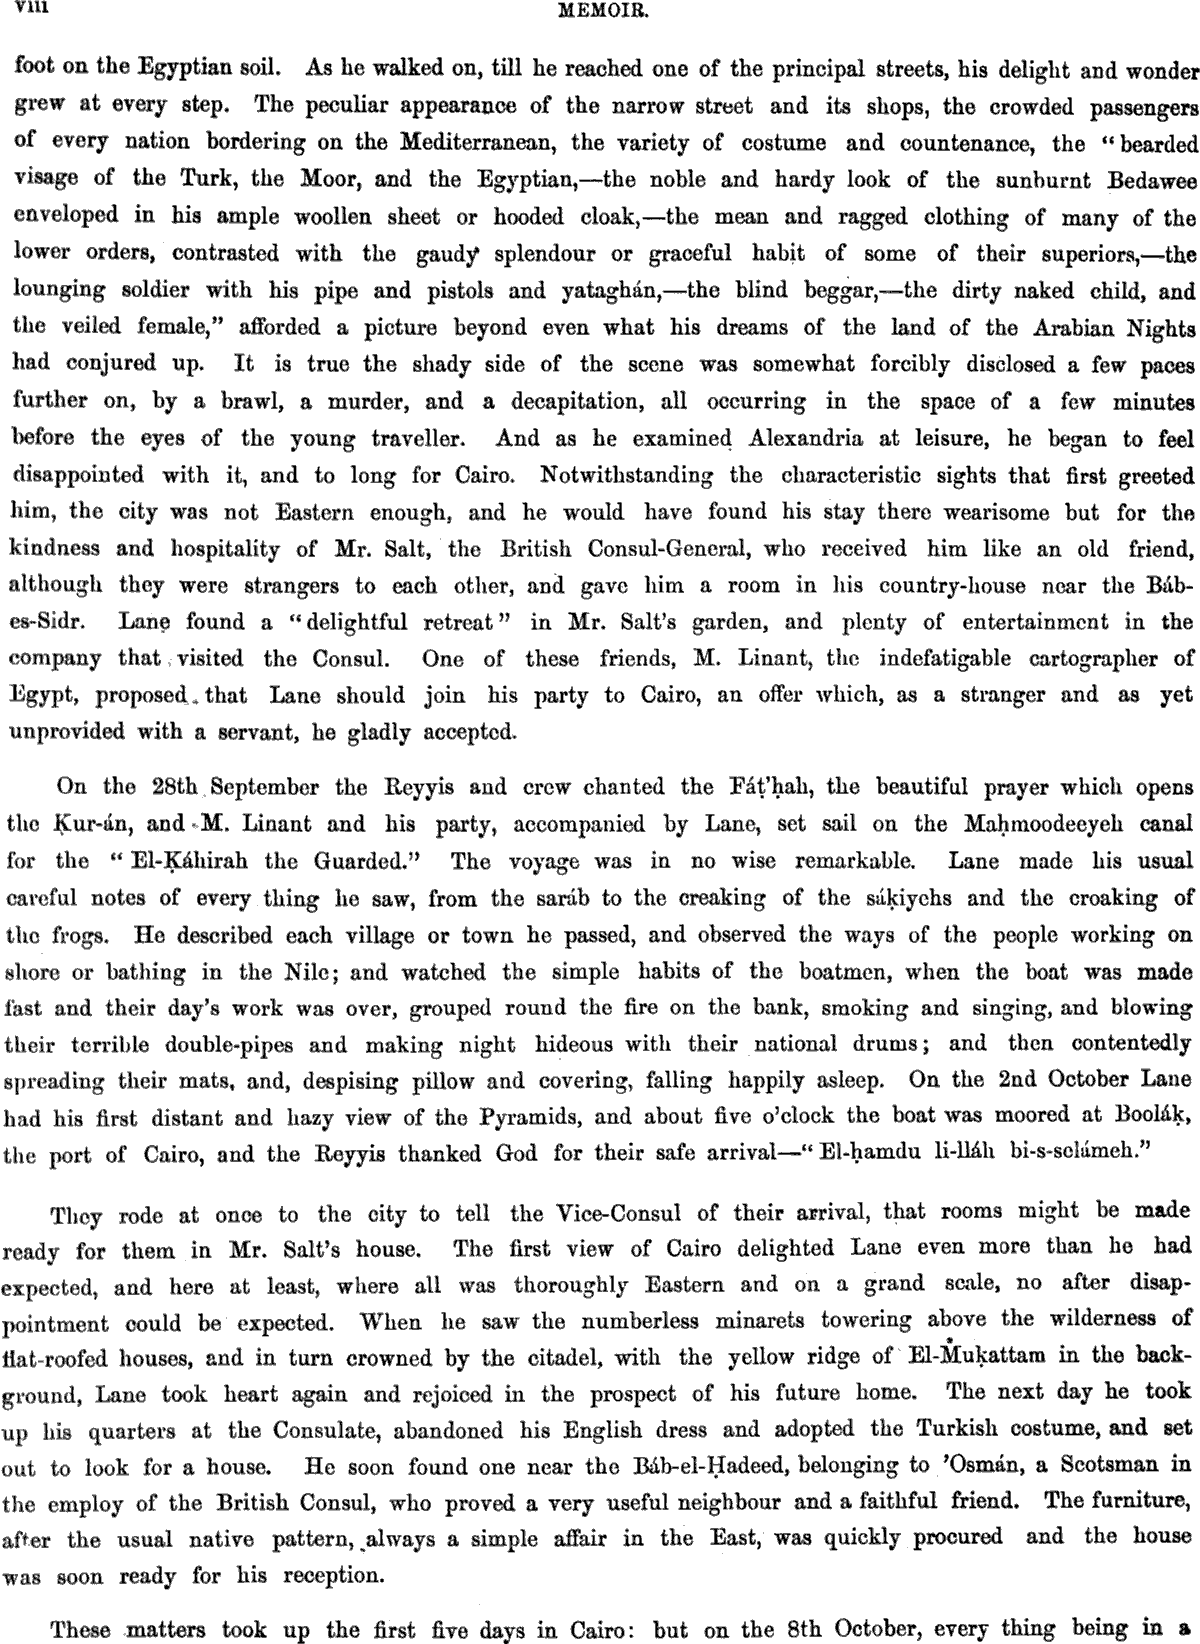 viii
MEMOIR.
foot on the Egyptian soil. As he walked on, till he reached one of the principal streets, his delight and wonder
grew at every step. The peculiar appearance of the narrow street and its shops, the crowded passengers
of every nation bordering on the Mediterranean, the variety of costume and countenance, the “bearded
visage of the Turk, the Moor, and the Egyptian,—the noble and hardy look of the sunburnt Bedawee
enveloped in his ample woollen sheet or hooded cloak,—the mean and ragged clothing of many of the
lower orders, contrasted with the gaudy splendour or graceful habit of some of their superiors,—the
lounging soldier with his pipe and pistols and yataghán,—the blind beggar,—the dirty naked child, and
the veiled female,” afforded a picture beyond even what his dreams of the land of the Arabian Nights
had conjured up. It is true the shady side of the scene was somewhat forcibly disclosed a few paces
further on, by a brawl, a murder, and a decapitation, all occurring in the space of a few minutes
before the eyes of the young traveller. And as he examined Alexandria at leisure, he began to feel
disappointed with it, and to long for Cairo. Notwithstanding the characteristic sights that first greeted
him, the city was not Eastern enough, and he would have found his stay there wearisome but for the
kindness and hospitality of Mr. Salt, the British Consul-General, who received him like an old friend,
although they were strangers to each other, and gave him a room in his country-house near the Báb-
es-Sidr. Lane found a “delightful retreat” in Mr. Salt’s garden, and plenty of entertainment in the
company that visited the Consul. One of these friends, M. Linant, the indefatigable cartographer of
Egypt, proposed that Lane should join his party to Cairo, an offer which, as a stranger and as yet
unprovided with a servant, he gladly accepted.
On the 28th September the Reyyis and crew chanted the Fáṭ’ḥah, the beautiful prayer which opens
the Ḳur-án, and M. Linant and his party, accompanied by Lane, set sail on the Maḥmoodeeyeh canal
for the “El-Ḳáhirah the Guarded.” The voyage was in no wise remarkable. Lane made his usual
careful notes of every thing he saw, from the saráb to the creaking of the sáḳiyehs and the croaking of
the frogs. He described each village or town he passed, and observed the ways of the people working on
shore or bathing in the Nile; and watched the simple habits of the boatmen, when the boat was made
fast and their day’s work was over, grouped round the fire on the bank, smoking and singing, and blowing
their terrible double-pipes and making night hideous with their national drums; and then contentedly
spreading their mats, and, despising pillow and covering, falling happily asleep. On the 2nd October Lane
had his first distant and hazy view of the Pyramids, and about five o’clock the boat was moored at Booláḳ,
the port of Cairo, and the Reyyis thanked God for their safe arrival—“El-ḥamdu li-lláh bi-s-selámeh.”
They rode at once to the city to tell the Vice-Consul of their arrival, that rooms might be made
ready for them in Mr. Salt’s house. The first view of Cairo delighted Lane even more than he had
expected, and here at least, where all was thoroughly Eastern and on a grand scale, no after disap-
pointment could be expected. When he saw the numberless minarets towering above the wilderness of
flat-roofed houses, and in turn crowned by the citadel, with the yellow ridge of El-Muḳattam in the back-
ground, Lane took heart again and rejoiced in the prospect of his future home. The next day he took
up his quarters at the Consulate, abandoned his English dress and adopted the Turkish costume, and set
out to look for a house. He soon found one near the Báb-el-Ḥadeed, belonging to ’Osmán, a Scotsman in
the employ of the British Consul, who proved a very useful neighbour and a faithful friend. The furniture,
after the usual native pattern, always a simple affair in the East, was quickly procured and the house
was soon ready for his reception.
These matters took up the first five days in Cairo: but on the 8th October, every thing being in a